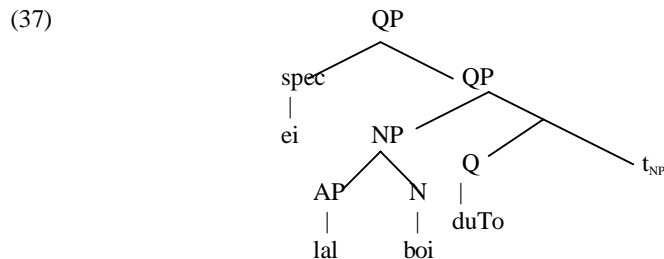 (37) QP
spec QP
|
ei NP
Q t_NP
AP N |
| | duTo
lal boi